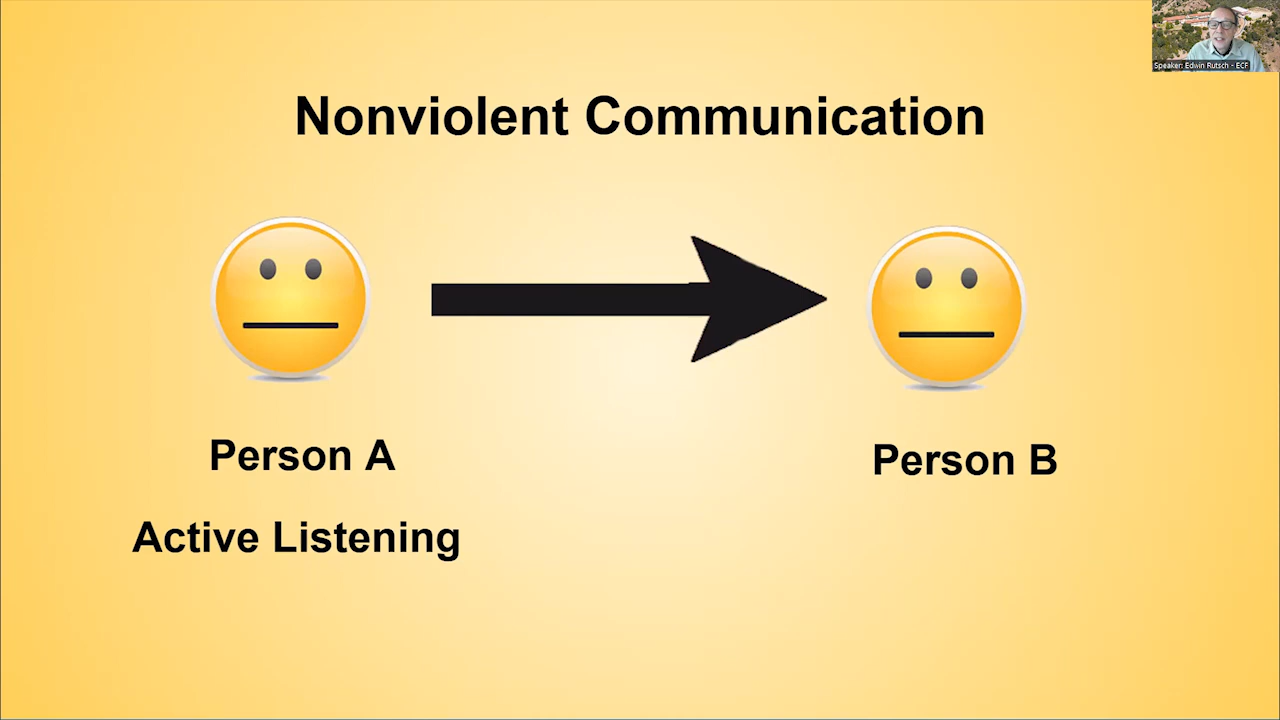 Speaker: Edwin Rutsch - ECF
Nonviolent Communication
Person A
Person B
Active Listening